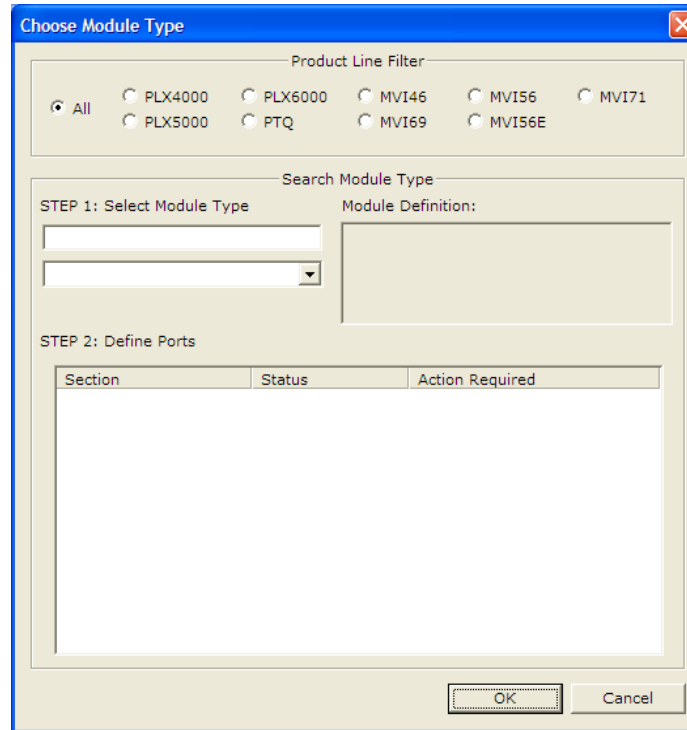 Choose Module Type
Product Line Filter
All
PLX4000 PLX6000 MVI46 MVI56 MVI71
PLX5000 PTQ MVI69 MVI56E
Search Module Type
STEP 1: Select Module Type Module Definition:
STEP 2: Define Ports
Section Status Action Required
OK Cancel